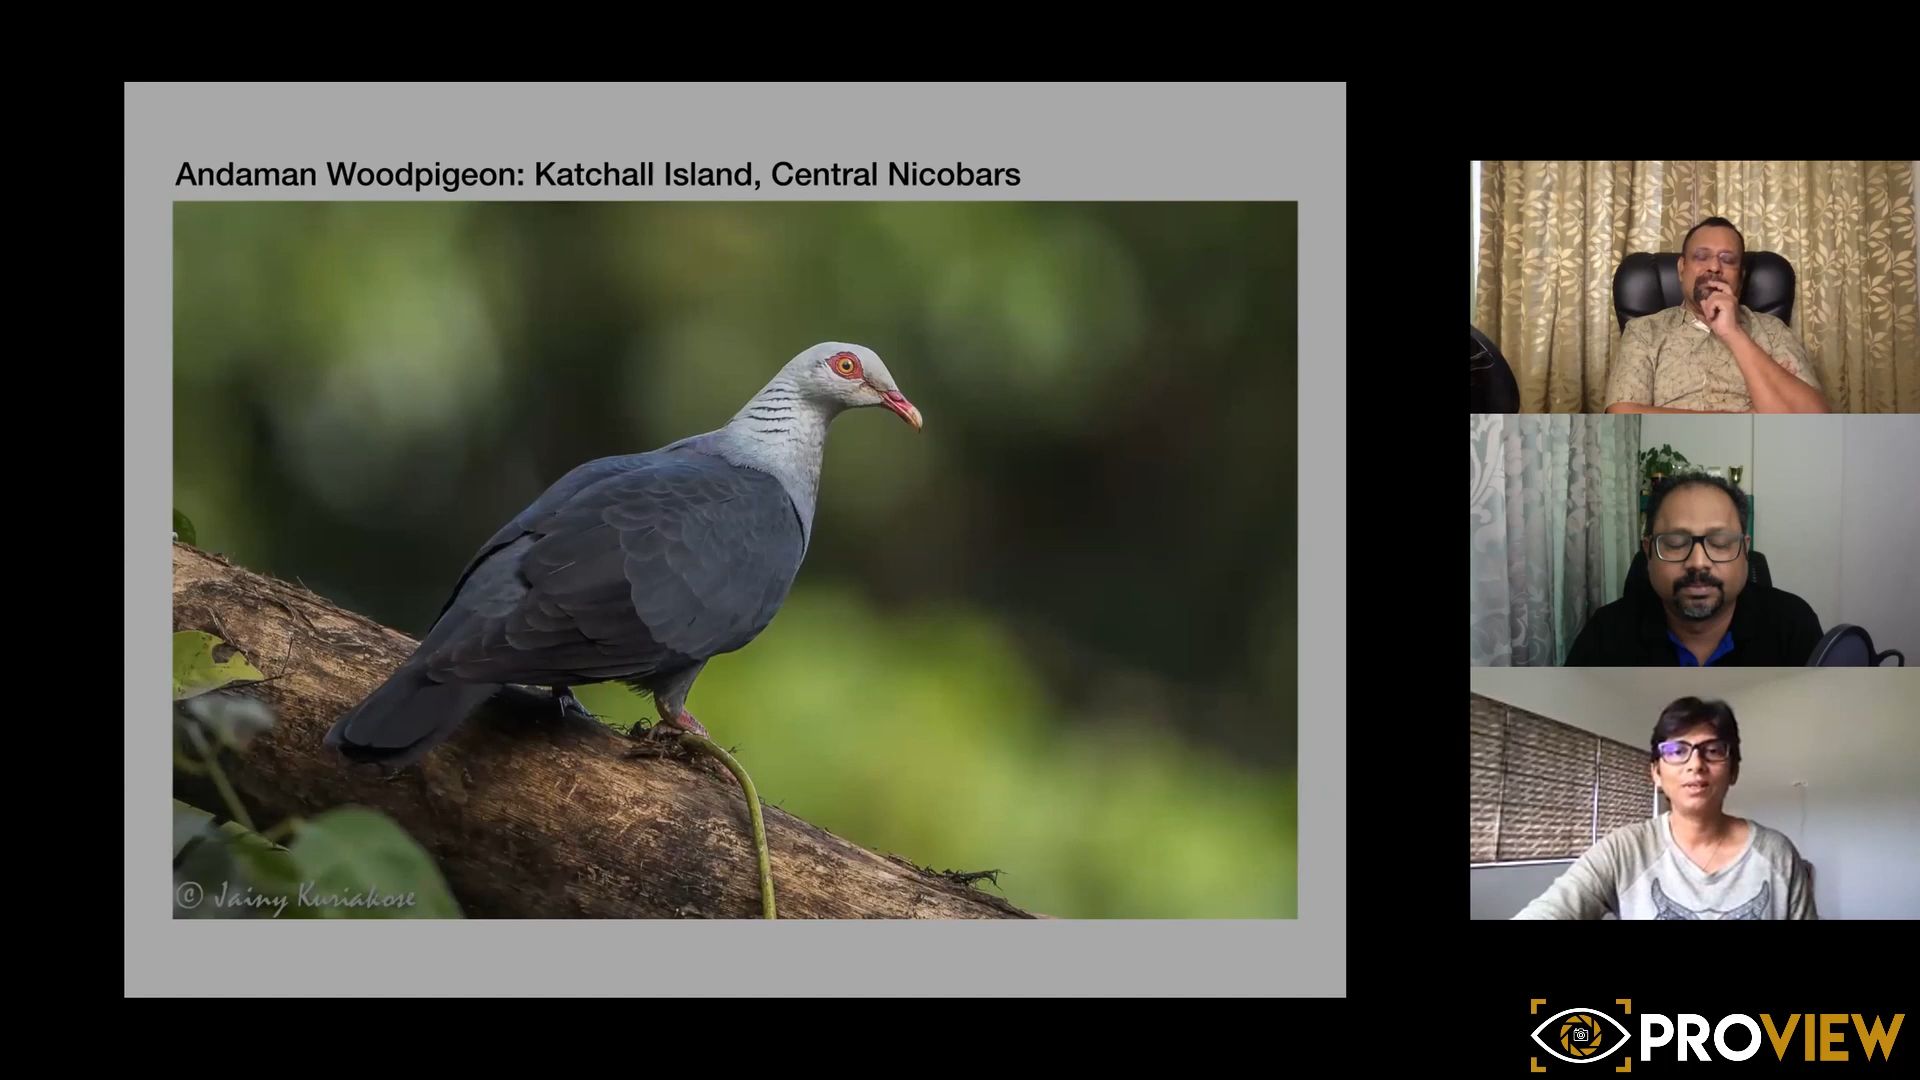 Andaman Woodpigeon: Katchall Island, Central Nicobars
© Jainy Kuriakose
PROVIEW